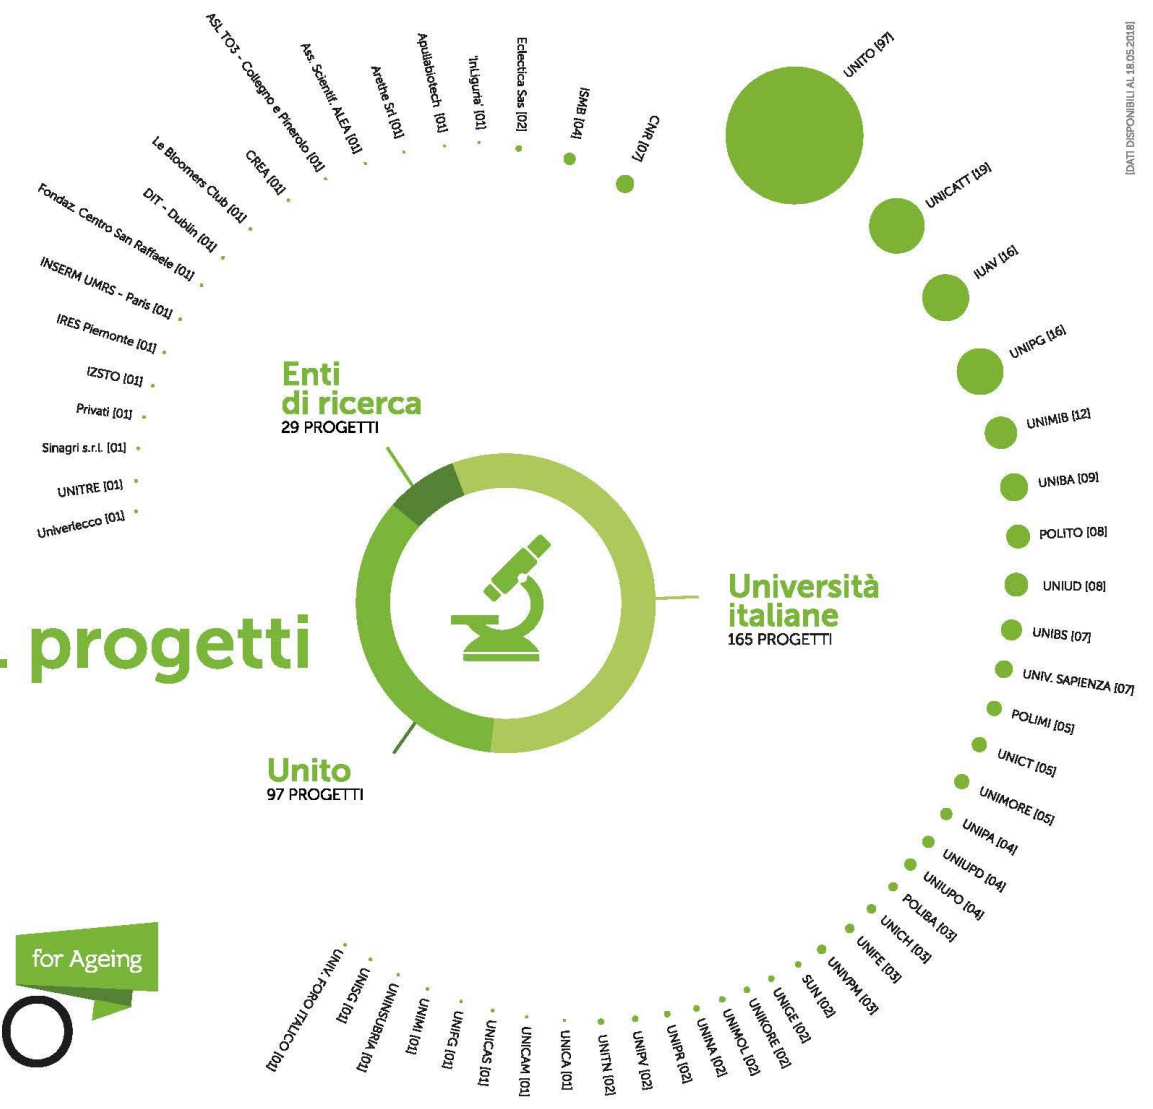 [DATI DISPONIBILI AL 18.05.2018]
Univerlecco [01]
UNITRE [01]
Sinagri s.r.l. [01]
Privati [01]
IZSTO [01]
IRES Piemonte [01]
INSERM UMRS - Paris [01]
Fondaz. Centro San Raffaele [01]
DIT - Dublin [01]
Le Bloomers Club [01]
CREA [01]
ASL TO3 - Collegno e Pinerolo [01]
Ass. Scientif. ALEA [01]
Arethe Srl [01]
Apuliabiotech [01]
'InLiguria' [01]
Eclectica Sas [02]
ISMB [04]
CNR [07]
UNITO [97]
UNICATT [19]
IUAV [16]
UNIPG [16]
UNIMIB [12]
UNIBA [09]
POLITO [08]
UNIUD [08]
UNIBS [07]
UNIV. SAPIENZA [07]
POLIMI [05]
UNICT [05]
UNIMORE [05]
UNIPA [04]
UNIUPD [04]
UNIUPO [04]
POLIBA [03]
UNICH [03]
UNIFE [03]
UNIVPM [03]
SUN [02]
UNIGE [02]
UNIKORE [02]
UNIMOL [02]
UNINA [02]
UNIPR [02]
UNIPV [02]
UNITN [02]
UNICA [01]
UNICAM [01]
UNICAS [01]
UNIFG [01]
UNIMI [01]
UNINSUBRIA [01]
UNISG [01]
UNIV. FORO ITALICO [01]
Enti
di ricerca
29 PROGETTI
Università
italiane
165 PROGETTI
Unito
97 PROGETTI
progetti
for Ageing
O